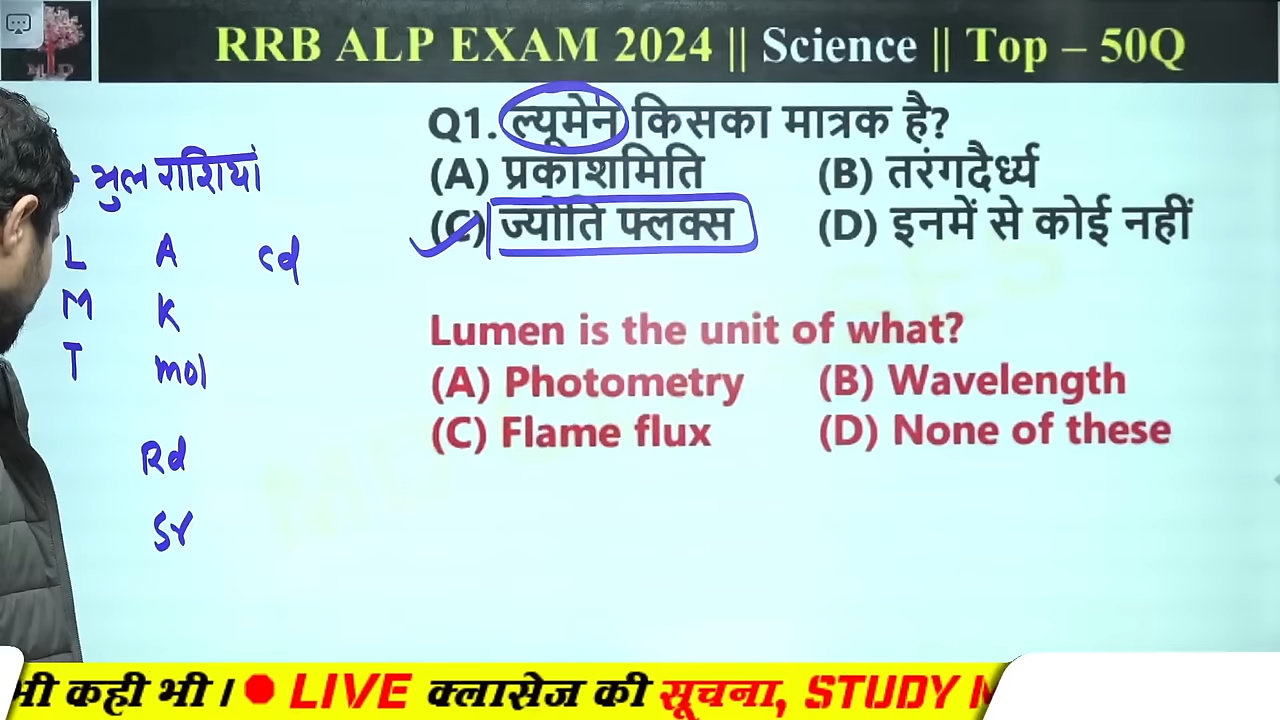 RRB ALP EXAM 2024 || Science || Top – 50Q
Q1. ल्यूमेन किसका मात्रक है?
(A) प्रकाशमिति (B) तरंगदैर्ध्य
(C) ज्योति फ्लक्स (D) इनमें से कोई नहीं
Lumen is the unit of what?
(A) Photometry (B) Wavelength
(C) Flame flux (D) None of these
मुल राशियां
L A cd
M K
T mol
Rd
Sr
भी कही भी । LIVE क्लासेज की सूचना, STUDY